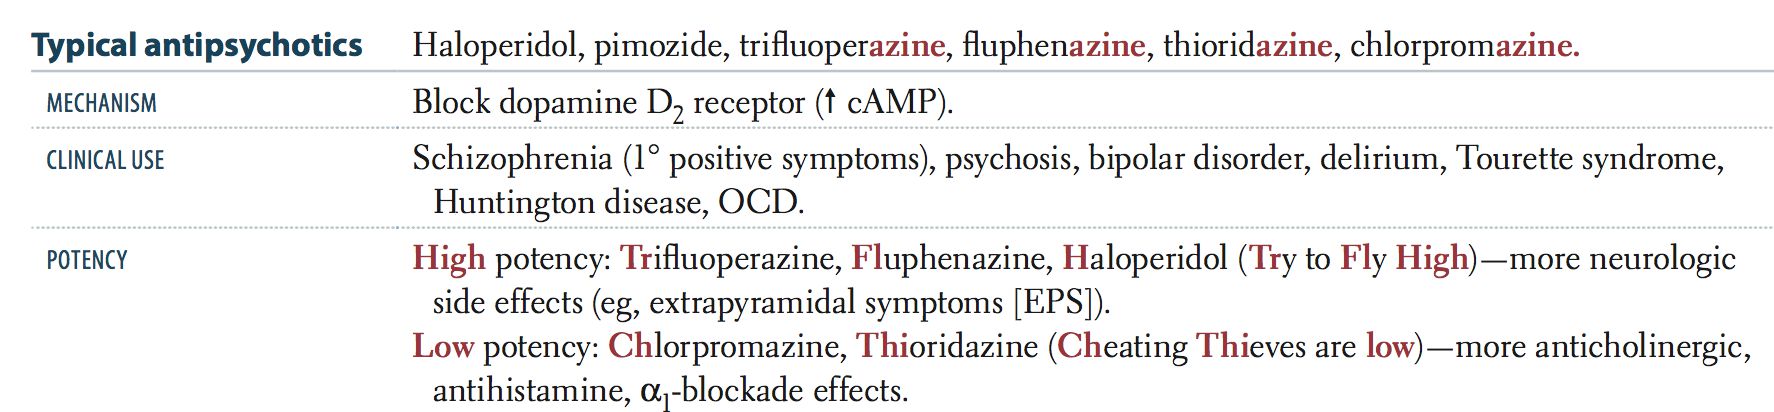 Typical antipsychotics Haloperidol, pimozide, trifluoperazine, fluphenazine, thioridazine, chlorpromazine.
MECHANISM Block dopamine D₂ receptor (↑ cAMP).
CLINICAL USE Schizophrenia (1° positive symptoms), psychosis, bipolar disorder, delirium, Tourette syndrome,
Huntington disease, OCD.
POTENCY High potency: Trifluoperazine, Fluphenazine, Haloperidol (Try to Fly High)—more neurologic
side effects (eg, extrapyramidal symptoms [EPS]).
Low potency: Chlorpromazine, Thioridazine (Cheating Thieves are low)—more anticholinergic,
antihistamine, α₁-blockade effects.